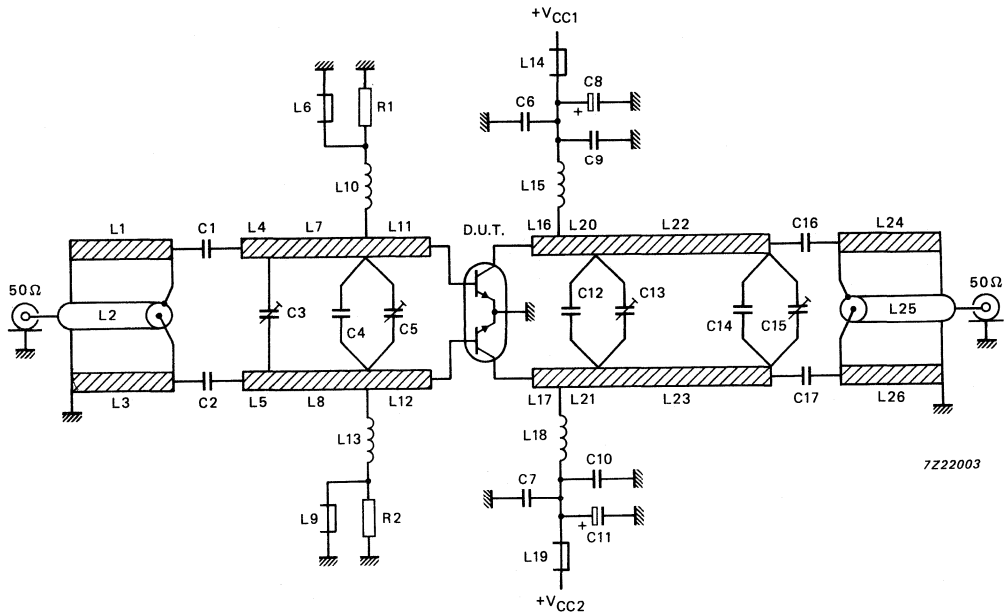 +VCC1
L14
C8
+
C6
C9
L6
R1
L10
L15
L1
C1
L4
L7
L11
D.U.T.
L16
L20
L22
C16
L24
50Ω
L2
C3
C4
C5
C12
C13
C14
C15
L25
50Ω
L3
C2
L5
L8
L12
L17
L21
L23
C17
L26
L13
L18
C10
C7
L9
R2
+
C11
L19
+VCC2
7Z22003